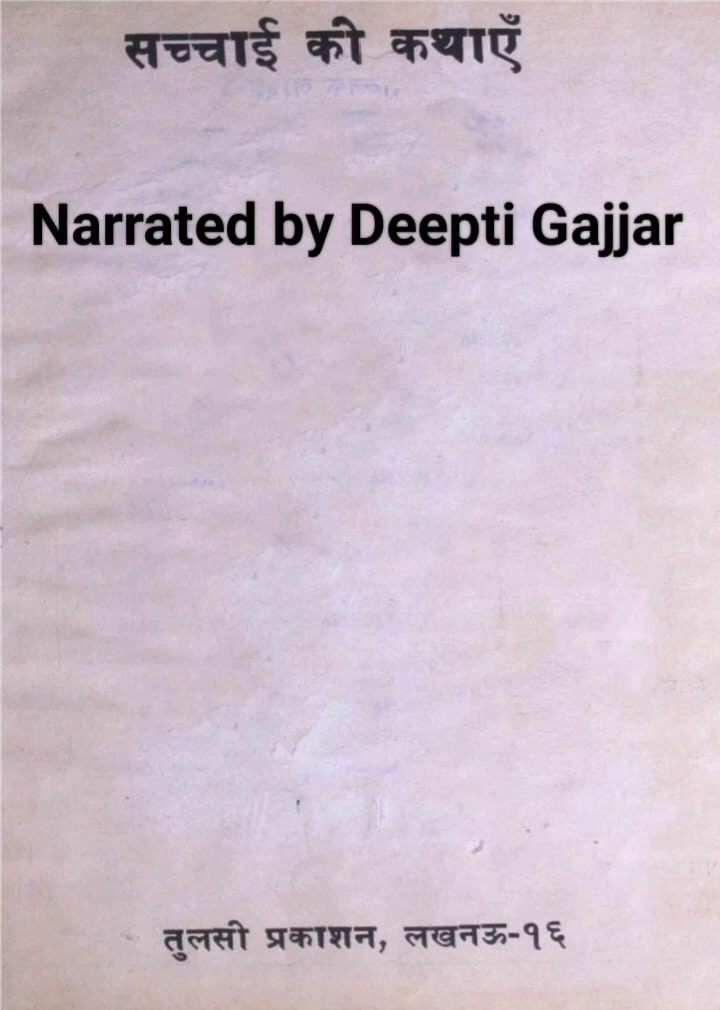 सच्चाई की कथाएँ
Narrated by Deepti Gajjar
तुलसी प्रकाशन, लखनऊ-१६